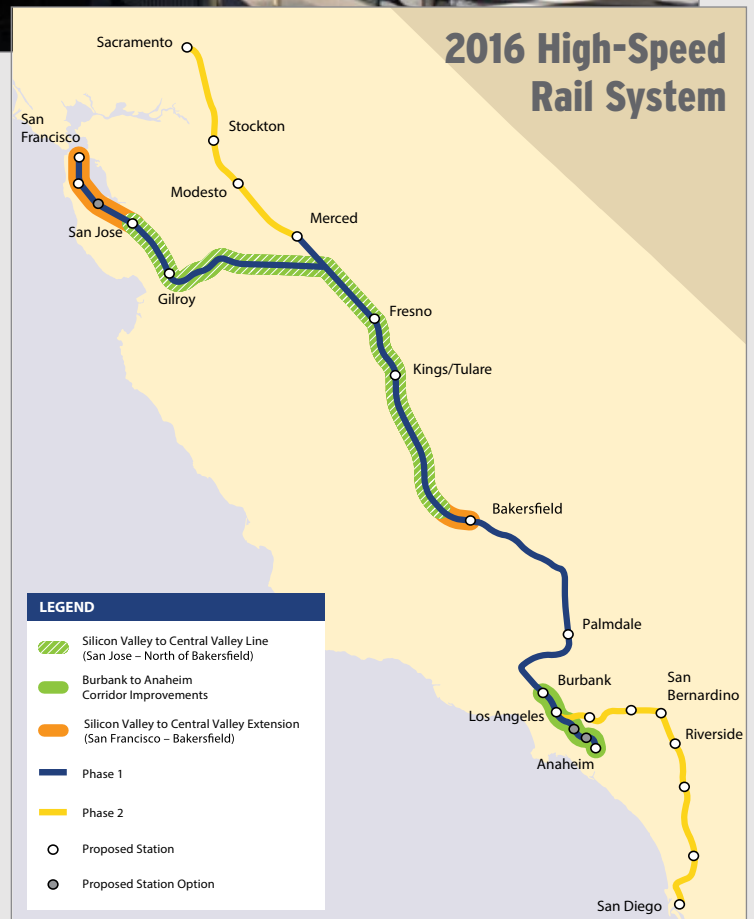 2016 High-Speed
Rail System
Sacramento
Stockton
San
Francisco
Modesto
Merced
San Jose
Gilroy
Fresno
Kings/Tulare
Bakersfield
Palmdale
Burbank
San
Bernardino
Los Angeles
Riverside
Anaheim
San Diego
LEGEND
Silicon Valley to Central Valley Line
(San Jose – North of Bakersfield)
Burbank to Anaheim
Corridor Improvements
Silicon Valley to Central Valley Extension
(San Francisco – Bakersfield)
Phase 1
Phase 2
Proposed Station
Proposed Station Option